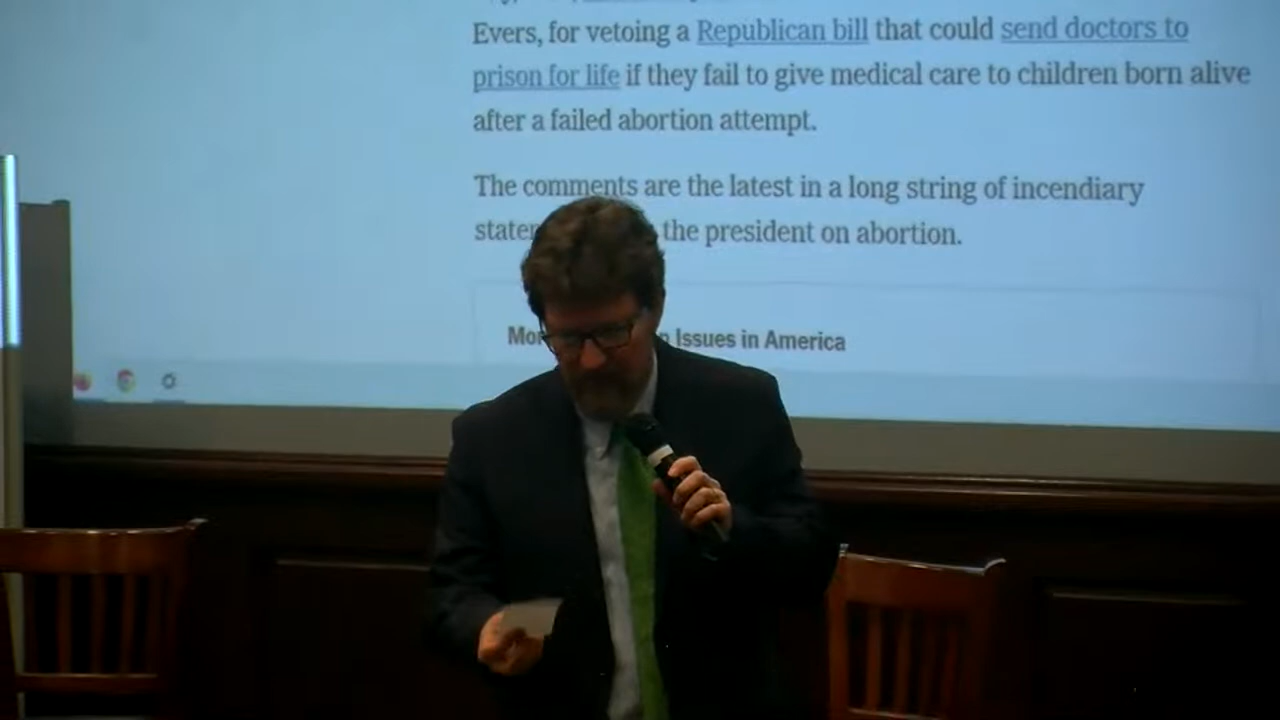 Evers, for vetoing a Republican bill that could send doctors to
prison for life if they fail to give medical care to children born alive
after a failed abortion attempt.
The comments are the latest in a long string of incendiary
the president on abortion.
Issues in America